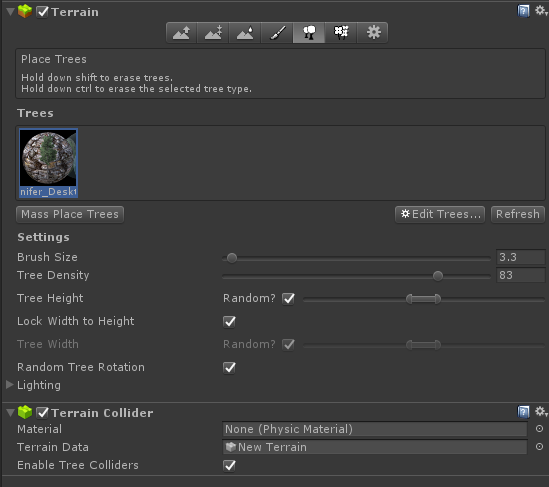 Terrain
Place Trees
Hold down shift to erase trees.
Hold down ctrl to erase the selected tree type.
Trees
nifer_Deskt
Mass Place Trees
Edit Trees...
Refresh
Settings
Brush Size 3.3
Tree Density 83
Tree Height Random?
Lock Width to Height
Tree Width Random?
Random Tree Rotation
Lighting
Terrain Collider
Material None (Physic Material)
Terrain Data New Terrain
Enable Tree Colliders